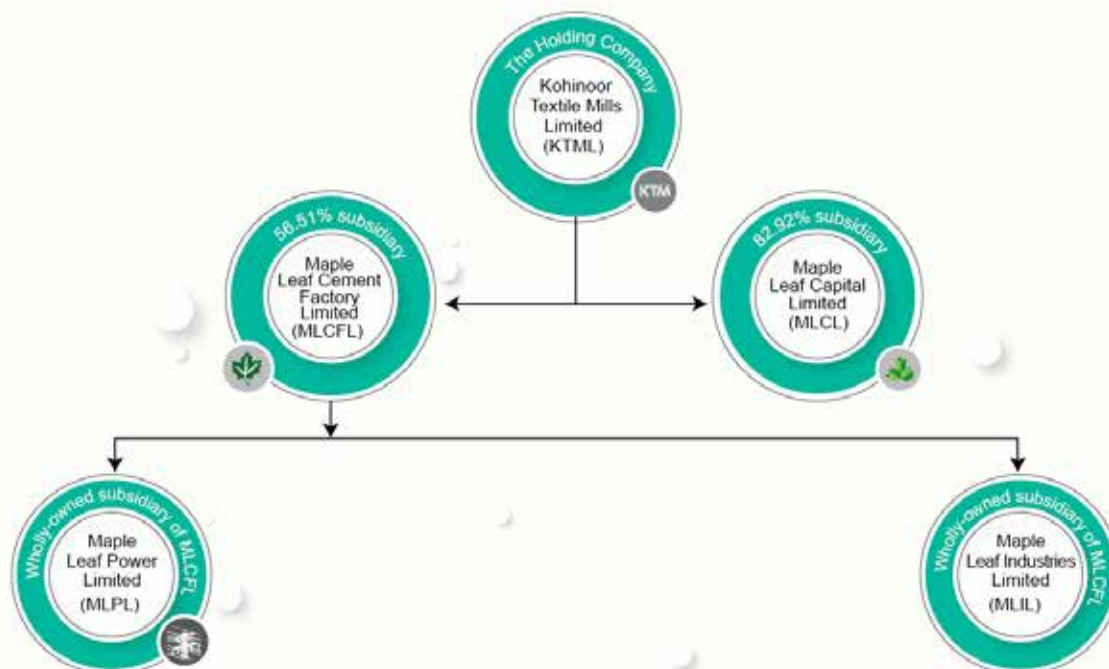 The Holding Company
Kohinoor
Textile Mills
Limited
(KTML)
KTM
56.51% subsidiary
Maple
Leaf Cement
Factory
Limited
(MLCFL)
82.92% subsidiary
Maple
Leaf Capital
Limited
(MLCL)
Wholly-owned subsidiary of MLCFL
Maple
Leaf Power
Limited
(MLPL)
Wholly-owned subsidiary of MLCFL
Maple
Leaf Industries
Limited
(MLIL)